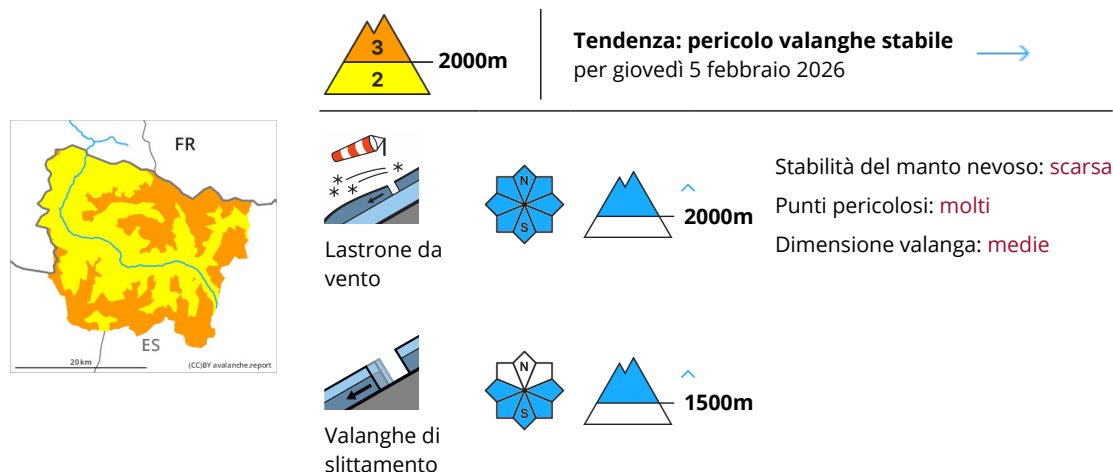 3
2
2000m
Tendenza: pericolo valanghe stabile
per giovedì 5 febbraio 2026
FR
ES
20 km
(CC)BY avalanche.report
Lastrone da
vento
N
S
2000m
Stabilità del manto nevoso: scarsa
Punti pericolosi: molti
Dimensione valanga: medie
Valanghe di
slittamento
N
S
1500m